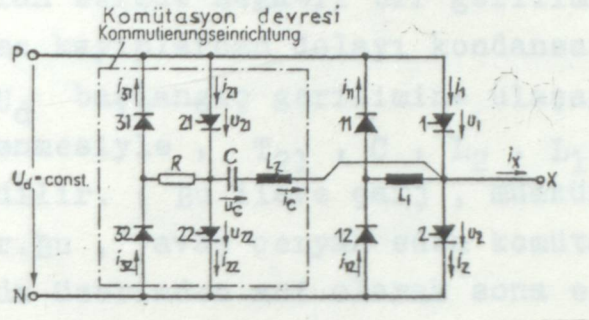 Komütasyon devresi
Kommutierungseinrichtung
P
i31 i21 i11 i1
31 21 u21 11 1 u1
ix
R C L2
Ud=const. X
uC iC L1
32 22 u22 12 2 u2
i32 i22 i12 i2
N